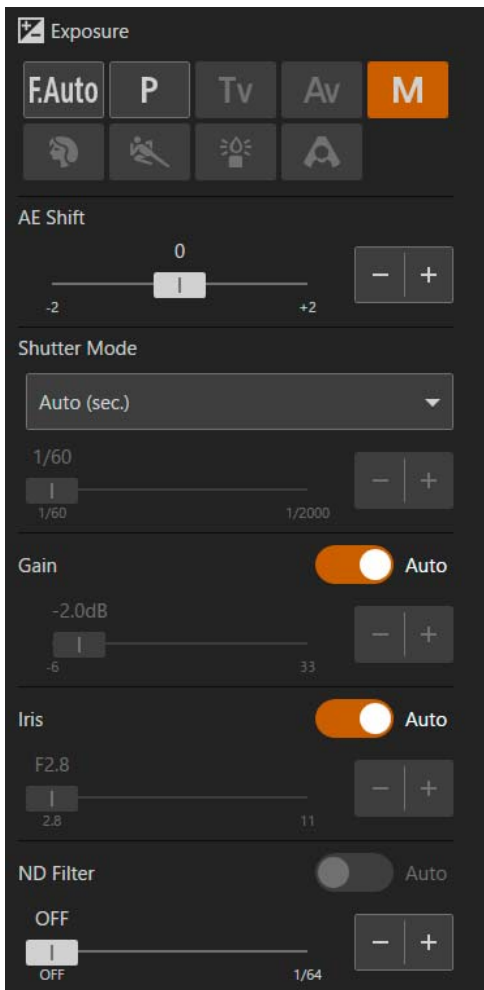 Exposure
F.Auto P Tv Av M
AE Shift
0
− +
-2 +2
Shutter Mode
Auto (sec.)
1/60
− +
1/60 1/2000
Gain Auto
-2.0dB
− +
-6 33
Iris Auto
F2.8
− +
2.8 11
ND Filter Auto
OFF
− +
OFF 1/64